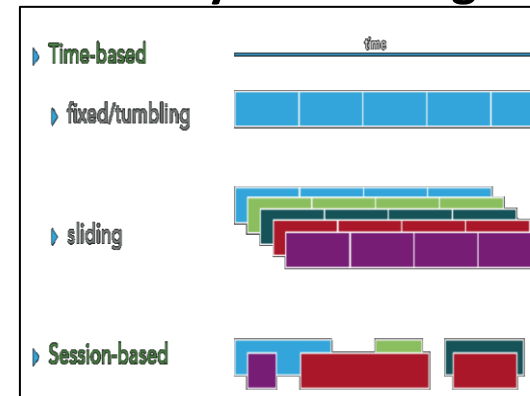 Time-based
time
fixed/tumbling
sliding
Session-based